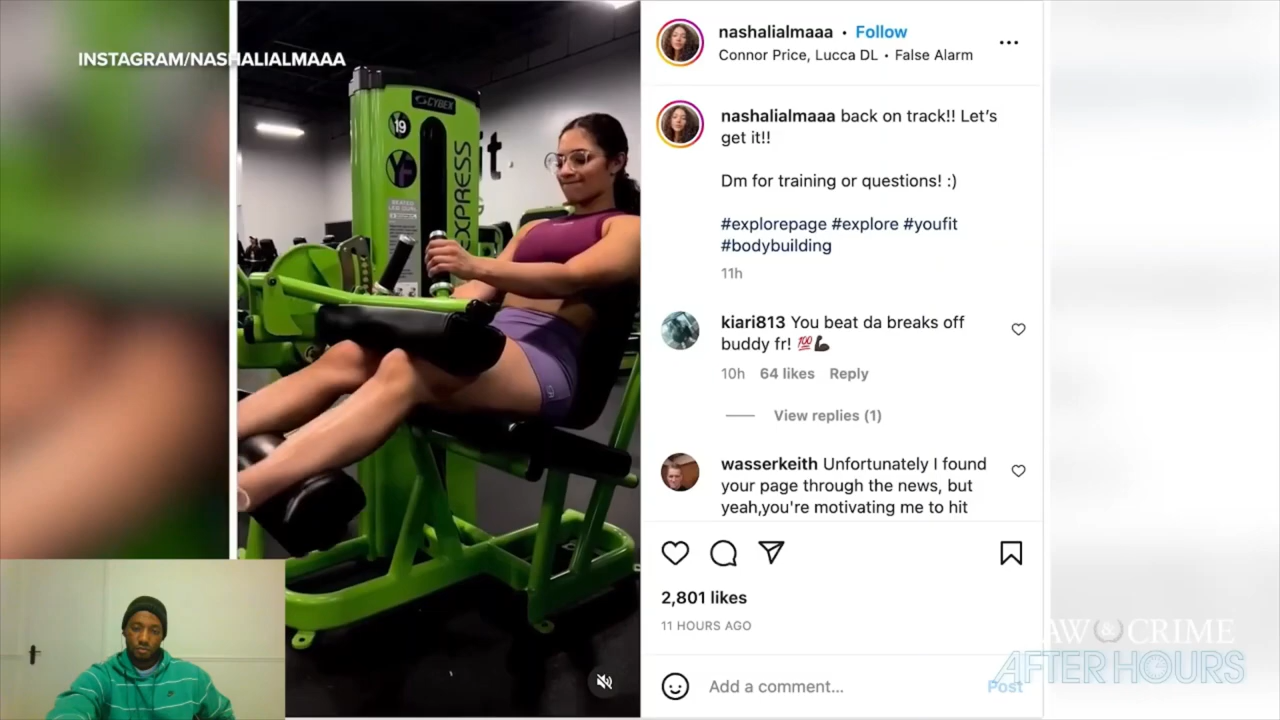 INSTAGRAM/NASHALIALMAAA
CYBEX
19
YF
EXPRESS
SEATED
LEG CURL
it
nashalialmaaa • Follow
Connor Price, Lucca DL • False Alarm
nashalialmaaa back on track!! Let's
get it!!
Dm for training or questions! :)
#explorepage #explore #youfit
#bodybuilding
11h
kiari813 You beat da breaks off
buddy fr! 💯💪🏿
10h 64 likes Reply
View replies (1)
wasserkeith Unfortunately I found
your page through the news, but
yeah,you're motivating me to hit
2,801 likes
11 HOURS AGO
Add a comment...
Post
LAW & CRIME
AFTER HOURS